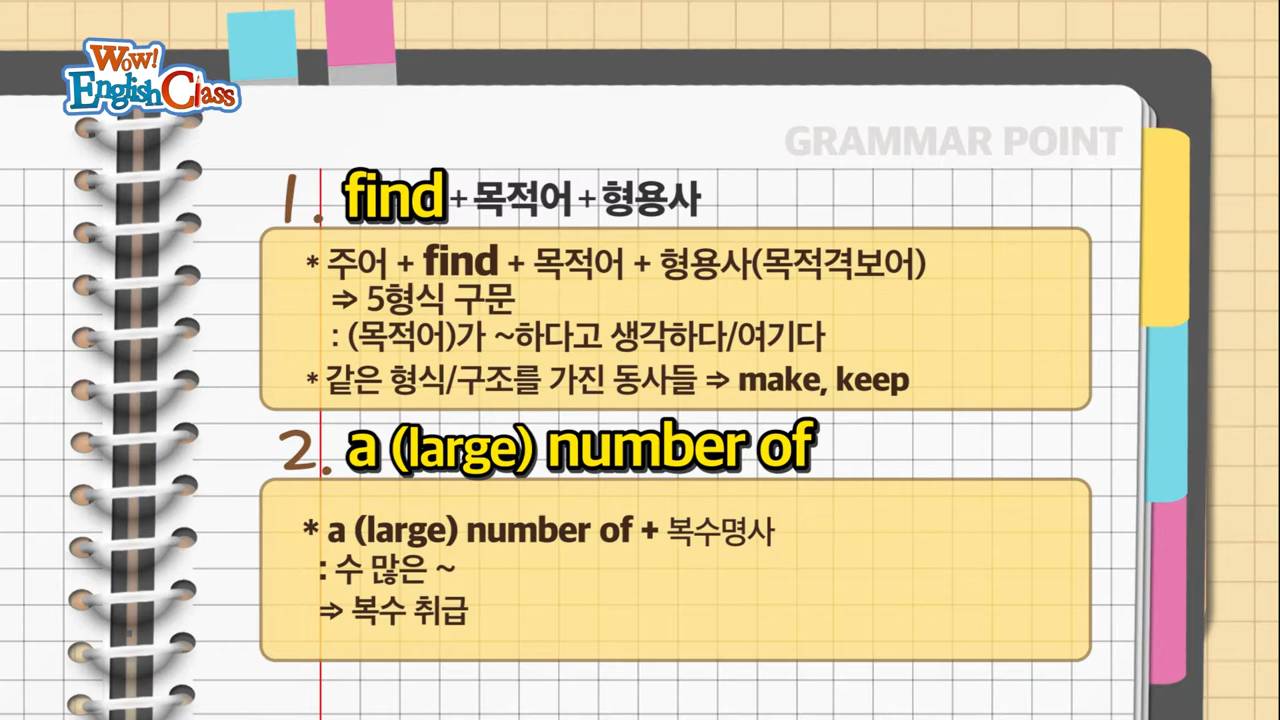 Wow!
English Class
GRAMMAR POINT
1. find + 목적어 + 형용사
* 주어 + find + 목적어 + 형용사(목적격보어)
⇒ 5형식 구문
: (목적어)가 ~하다고 생각하다/여기다
* 같은 형식/구조를 가진 동사들 ⇒ make, keep
2. a (large) number of
* a (large) number of + 복수명사
: 수 많은 ~
⇒ 복수 취급